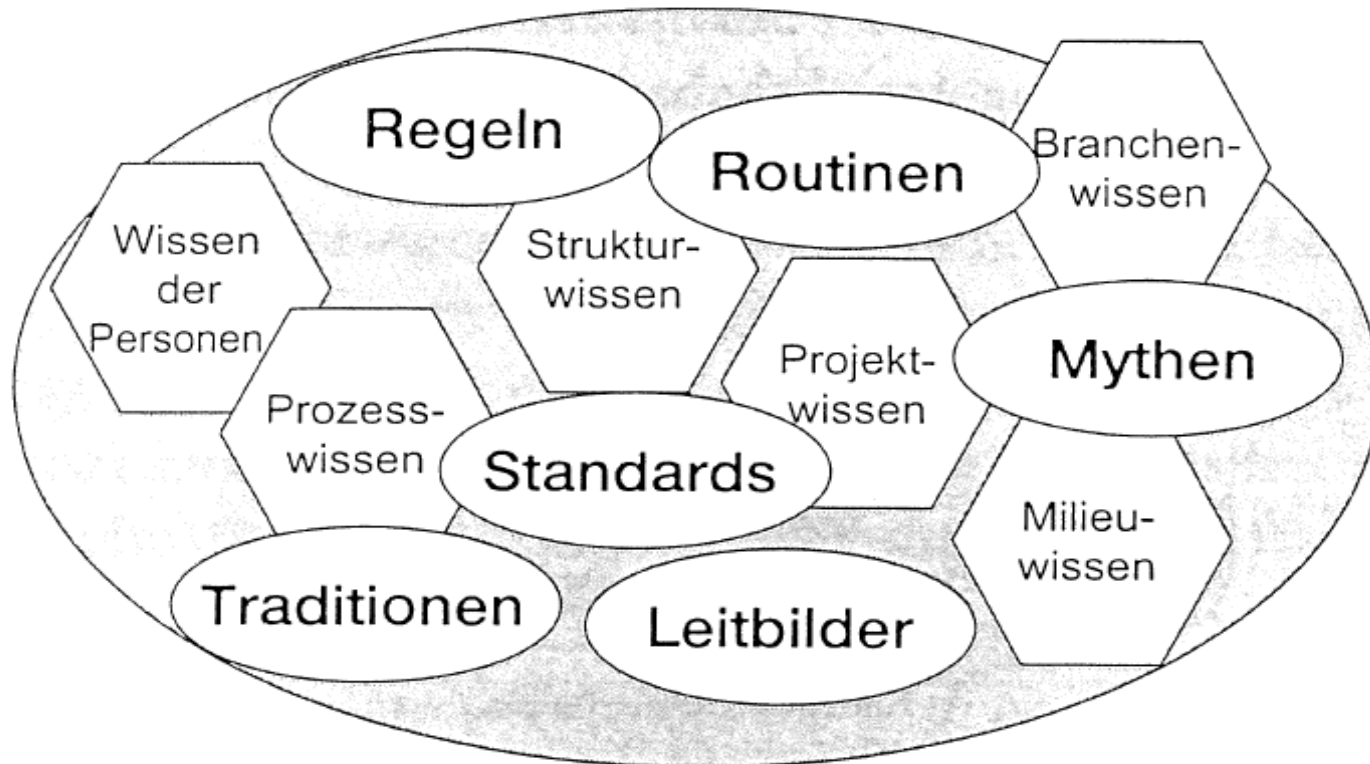 Regeln
Routinen
Branchen-
wissen
Wissen
der
Personen
Struktur-
wissen
Projekt-
wissen
Mythen
Prozess-
wissen
Standards
Milieu-
wissen
Traditionen
Leitbilder